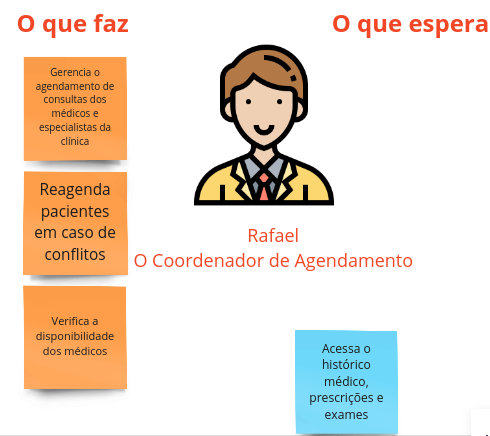 O que faz
O que espera
Gerencia o
agendamento de
consultas dos
médicos e
especialistas da
clínica
Reagenda
pacientes
em caso de
conflitos
Rafael
O Coordenador de Agendamento
Verifica a
disponibilidade
dos médicos
Acessa o
histórico
médico,
prescrições e
exames